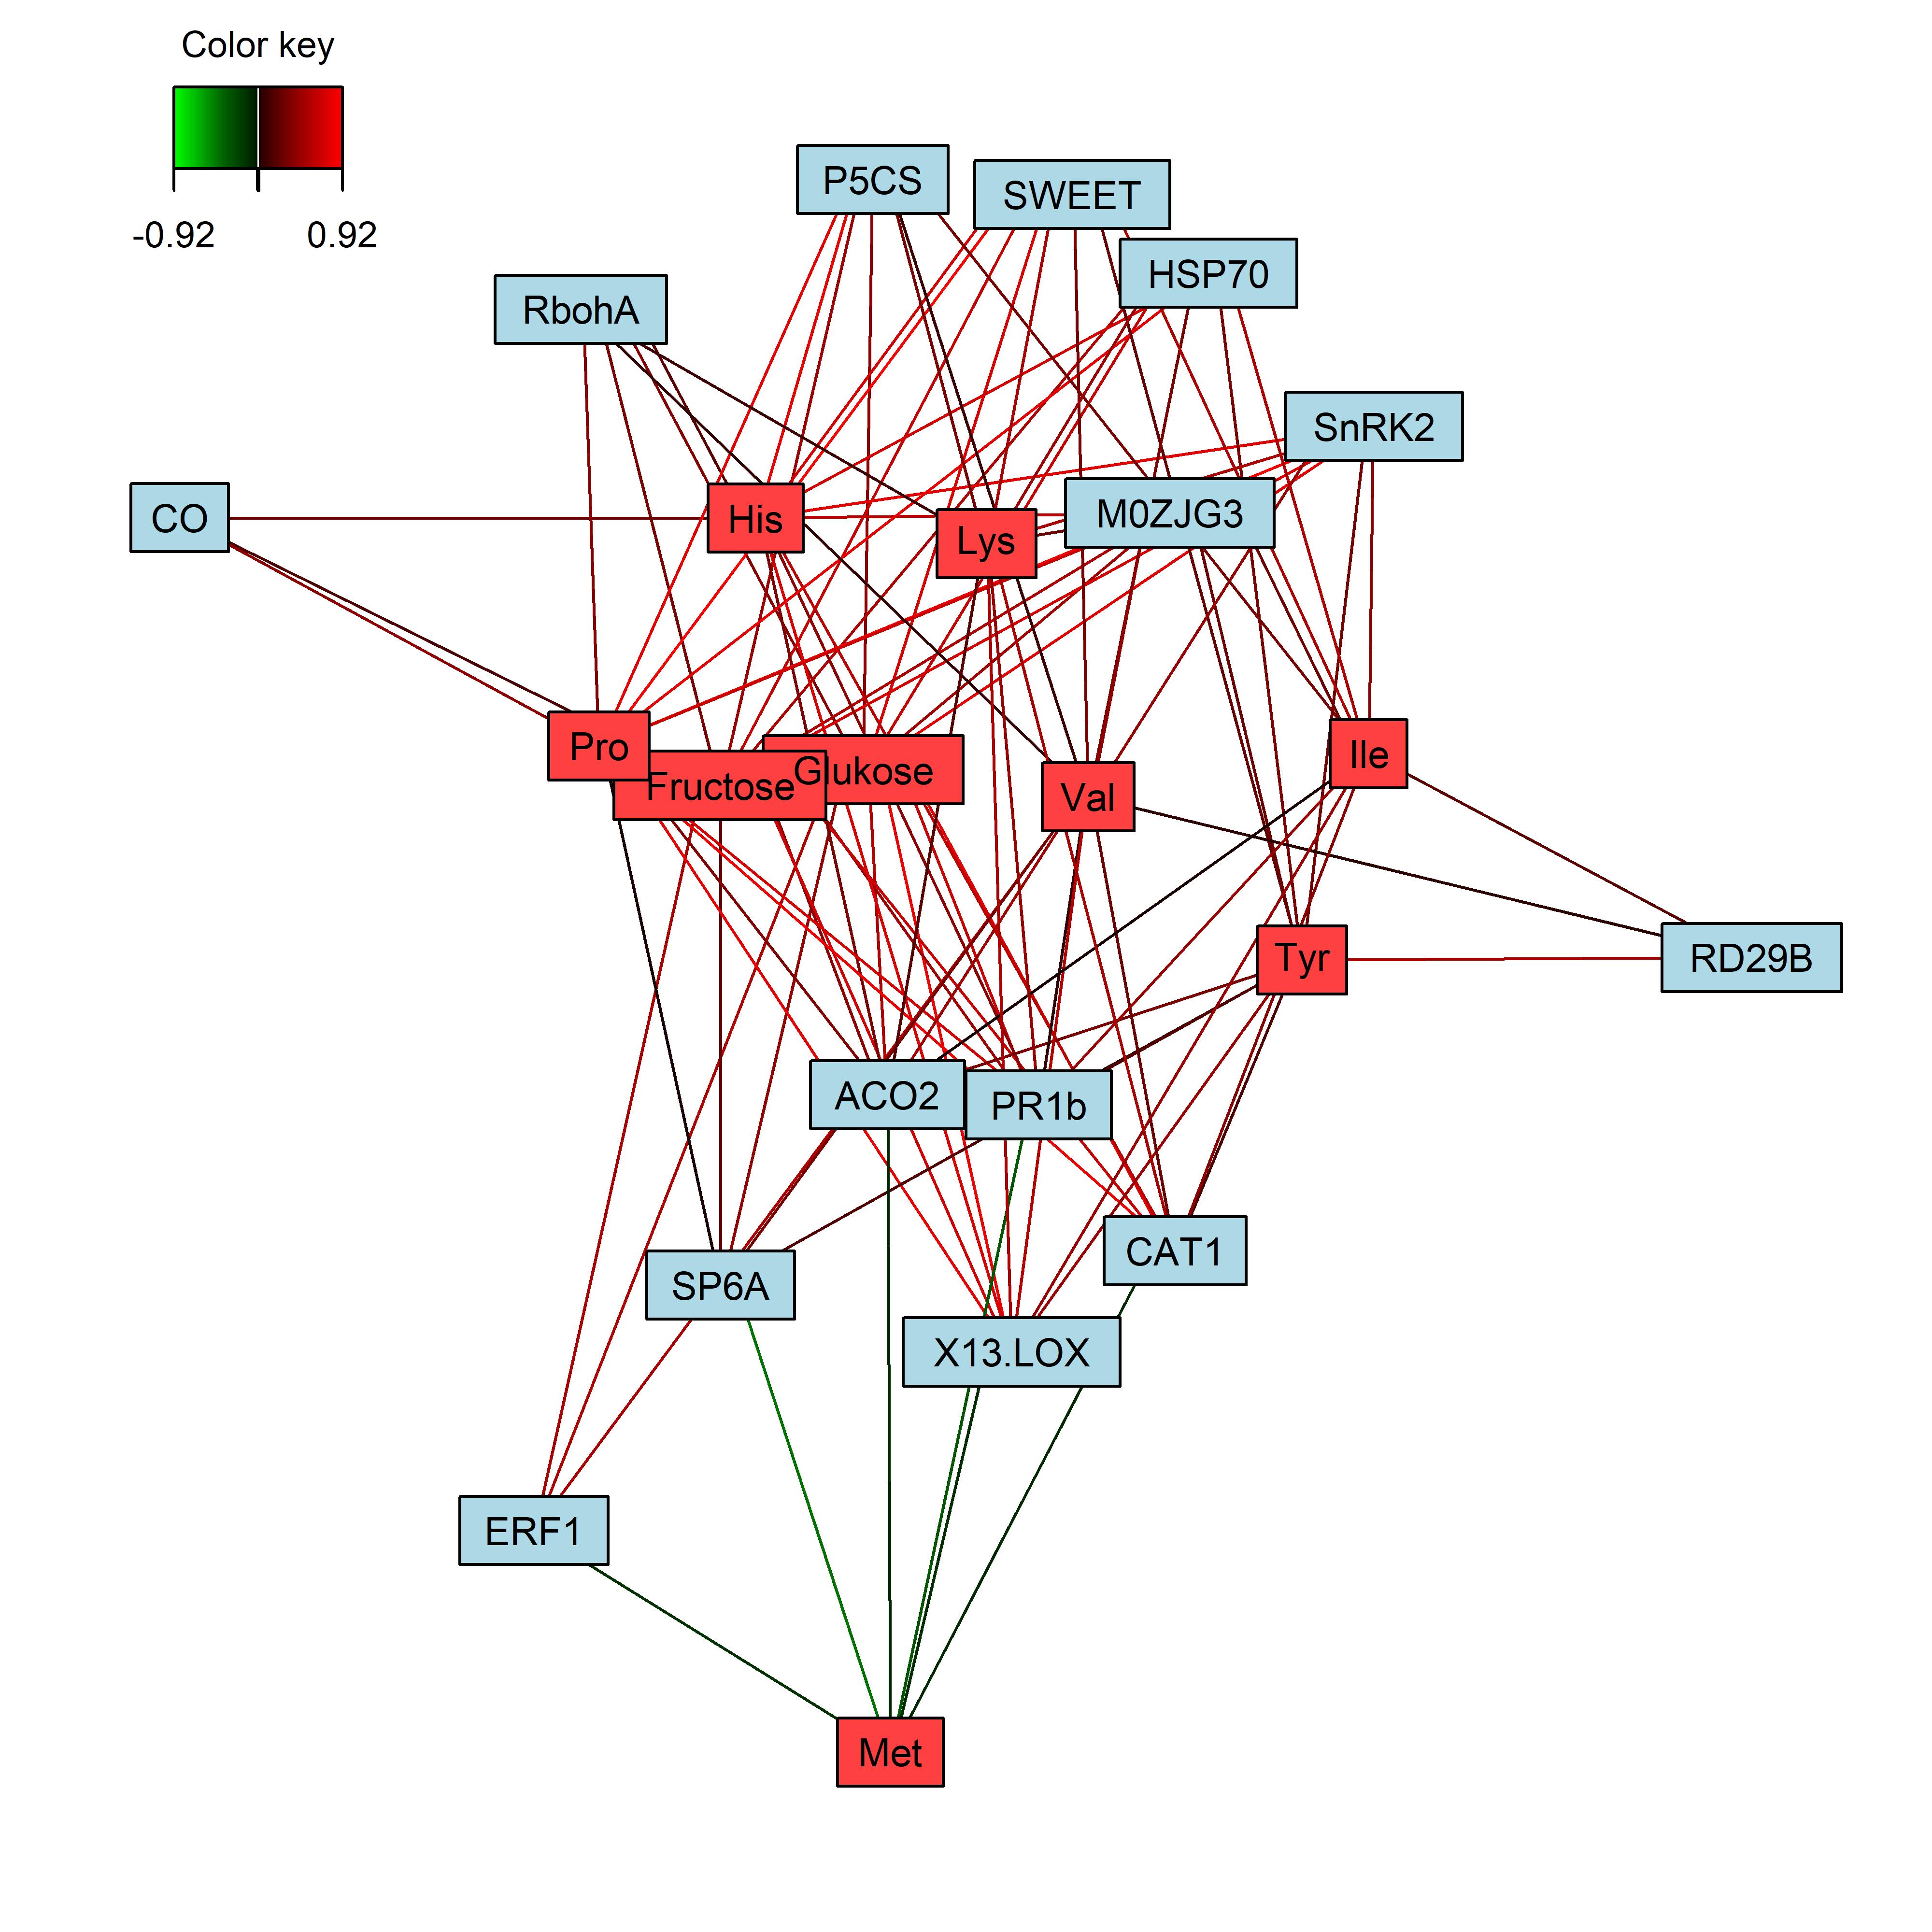 Color key
-0.92 0.92
P5CS
SWEET
HSP70
RbohA
SnRK2
CO
His
Lys
M0ZJG3
Pro
Fructose
Glukose
Val
Ile
Tyr
RD29B
ACO2
PR1b
CAT1
SP6A
X13.LOX
ERF1
Met